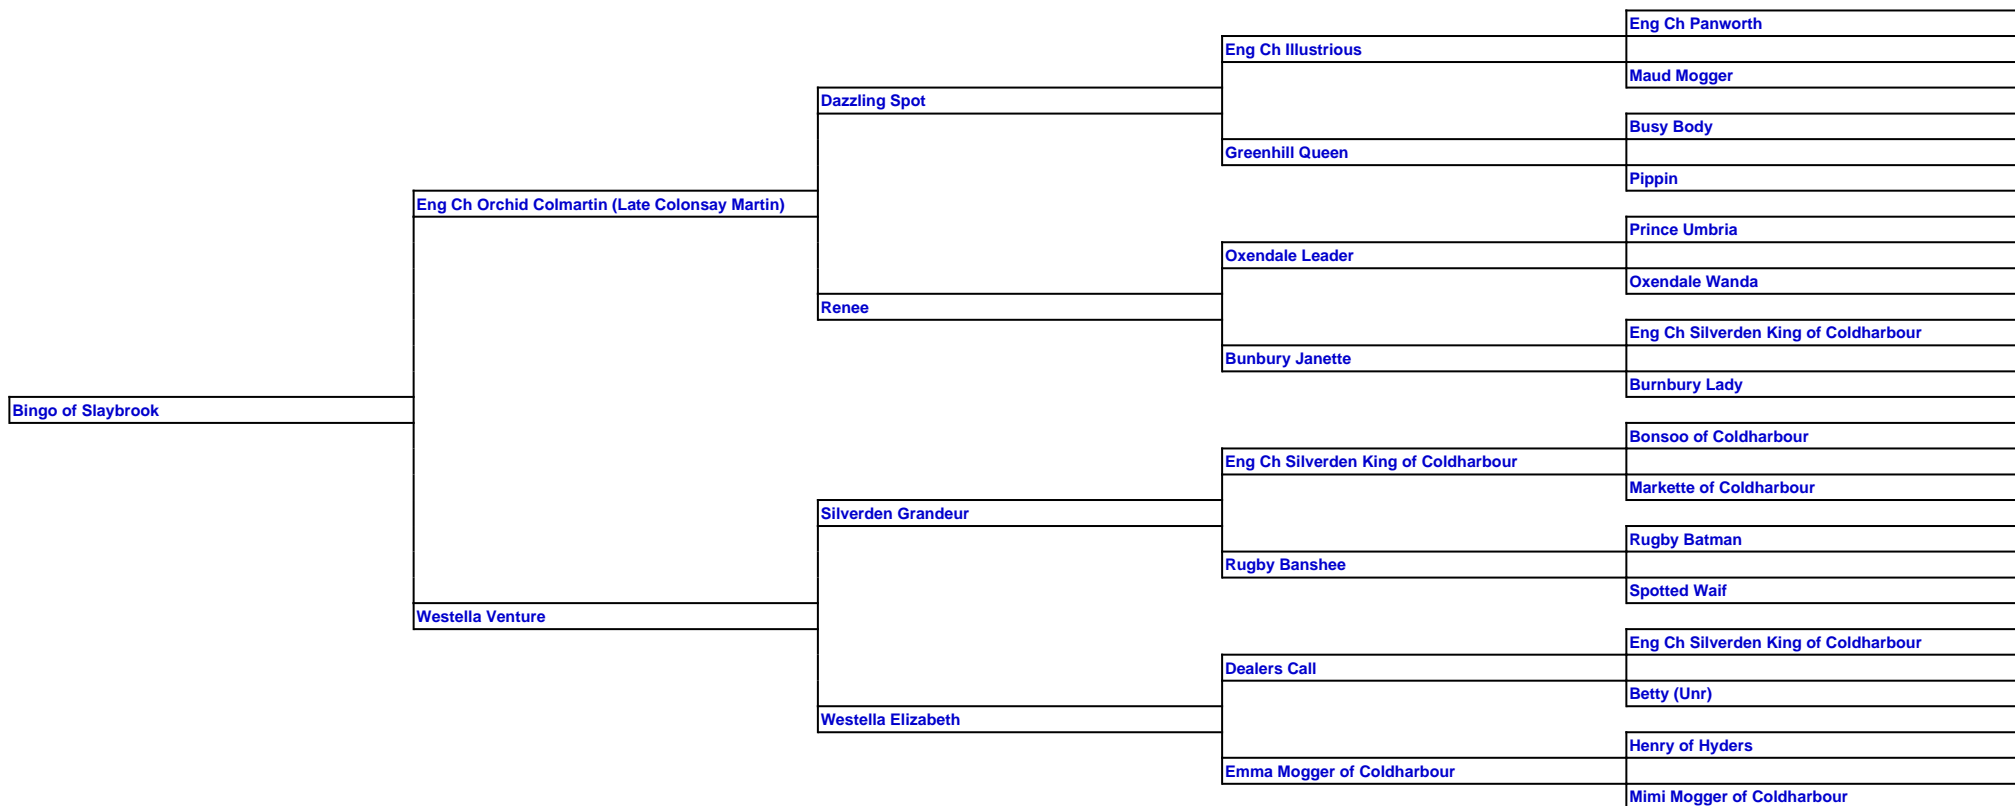 Eng Ch Panworth
Eng Ch Illustrious
Maud Mogger
Dazzling Spot
Busy Body
Greenhill Queen
Pippin
Eng Ch Orchid Colmartin (Late Colonsay Martin)
Prince Umbria
Oxendale Leader
Oxendale Wanda
Renee
Eng Ch Silverden King of Coldharbour
Bunbury Janette
Burnbury Lady
Bingo of Slaybrook
Bonsoo of Coldharbour
Eng Ch Silverden King of Coldharbour
Markette of Coldharbour
Silverden Grandeur
Rugby Batman
Rugby Banshee
Spotted Waif
Westella Venture
Eng Ch Silverden King of Coldharbour
Dealers Call
Betty (Unr)
Westella Elizabeth
Henry of Hyders
Emma Mogger of Coldharbour
Mimi Mogger of Coldharbour